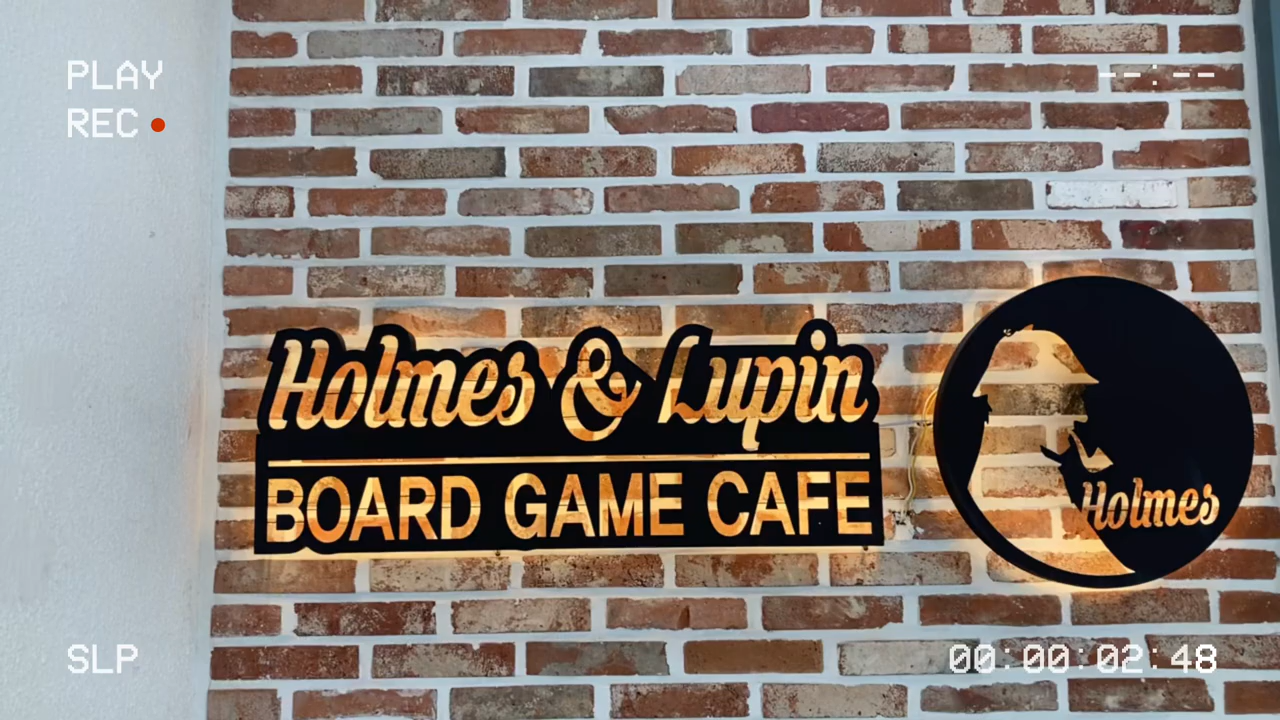 PLAY
--:--
REC
Holmes & Lupin
BOARD GAME CAFE
Holmes
SLP
00:00:02:48